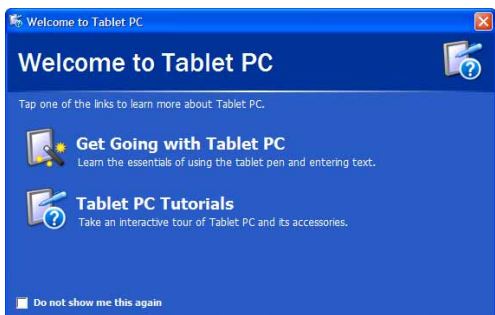 Welcome to Tablet PC
Welcome to Tablet PC
Tap one of the links to learn more about Tablet PC.
Get Going with Tablet PC
Learn the essentials of using the tablet pen and entering text.
Tablet PC Tutorials
Take an interactive tour of Tablet PC and its accessories.
Do not show me this again